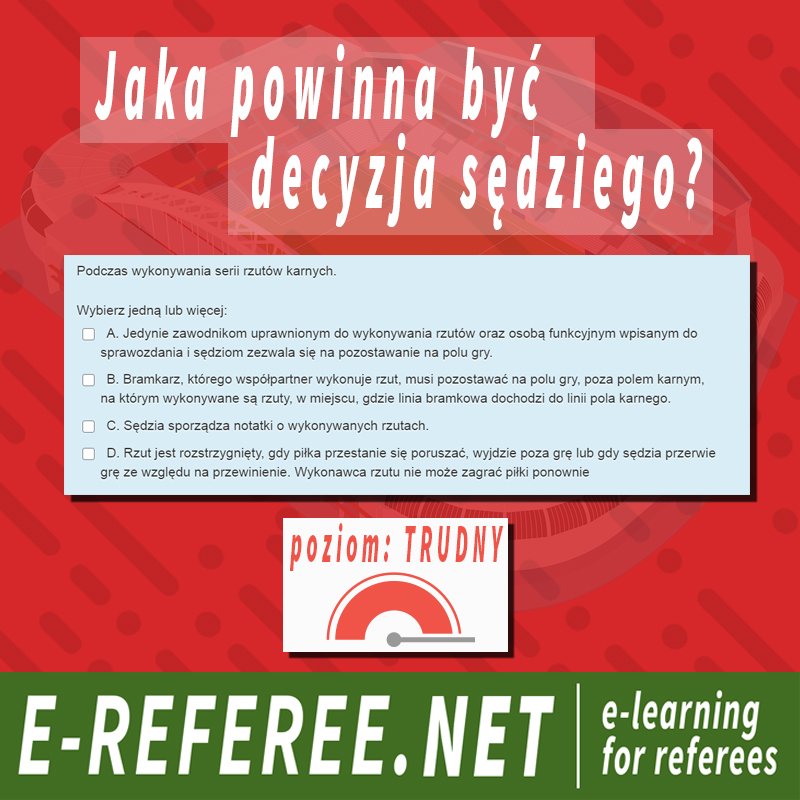 Jaka powinna być
decyzja sędziego?
Podczas wykonywania serii rzutów karnych.
Wybierz jedną lub więcej:
A. Jedynie zawodnikom uprawnionym do wykonywania rzutów oraz osobą funkcyjnym wpisanym do
sprawozdania i sędziom zezwala się na pozostawanie na polu gry.
B. Bramkarz, którego współpartner wykonuje rzut, musi pozostawać na polu gry, poza polem karnym,
na którym wykonywane są rzuty, w miejscu, gdzie linia bramkowa dochodzi do linii pola karnego.
C. Sędzia sporządza notatki o wykonywanych rzutach.
D. Rzut jest rozstrzygnięty, gdy piłka przestanie się poruszać, wyjdzie poza grę lub gdy sędzia przerwie
grę ze względu na przewinienie. Wykonawca rzutu nie może zagrać piłki ponownie
poziom: TRUDNY
E-REFEREE.NET
e-learning
for referees